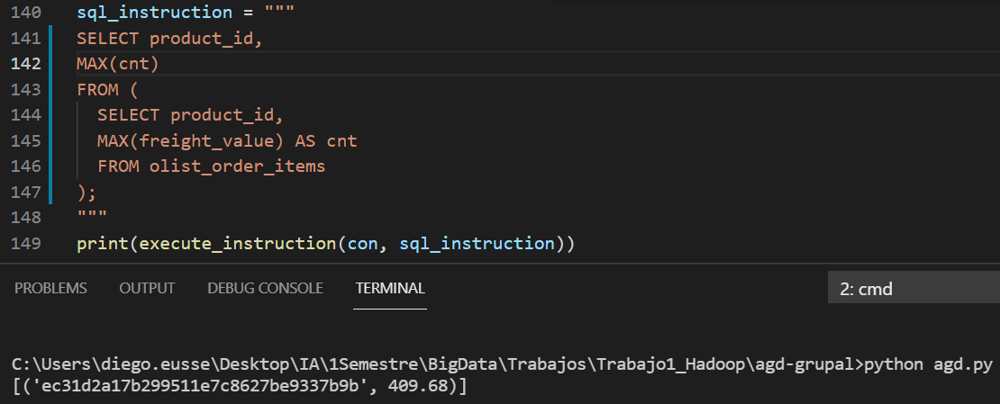 140 sql_instruction = """
141 SELECT product_id,
142 MAX(cnt)
143 FROM (
144   SELECT product_id,
145   MAX(freight_value) AS cnt
146   FROM olist_order_items
147 );
148 """
149 print(execute_instruction(con, sql_instruction))
PROBLEMS OUTPUT DEBUG CONSOLE TERMINAL 2: cmd
C:\Users\diego.eusse\Desktop\IA\1Semestre\BigData\Trabajos\Trabajo1_Hadoop\agd-grupal>python agd.py
[('ec31d2a17b299511e7c8627be9337b9b', 409.68)]